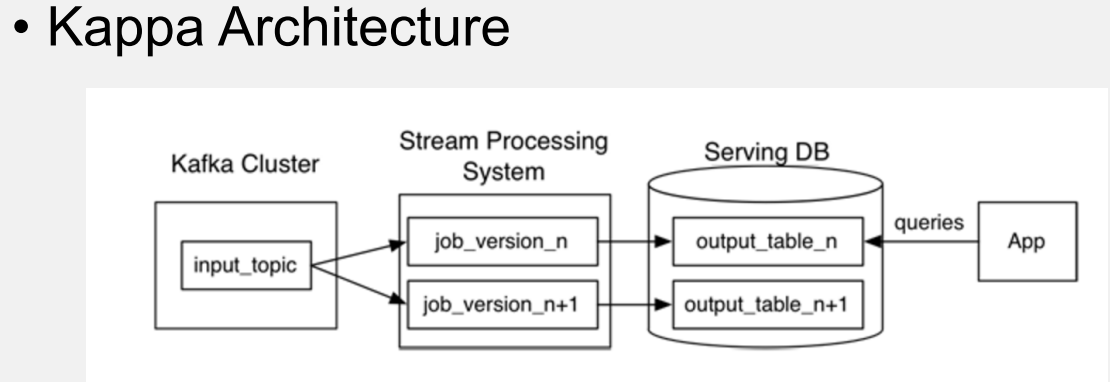 • Kappa Architecture
Kafka Cluster
input_topic
Stream Processing
System
job_version_n
job_version_n+1
Serving DB
output_table_n
output_table_n+1
queries
App